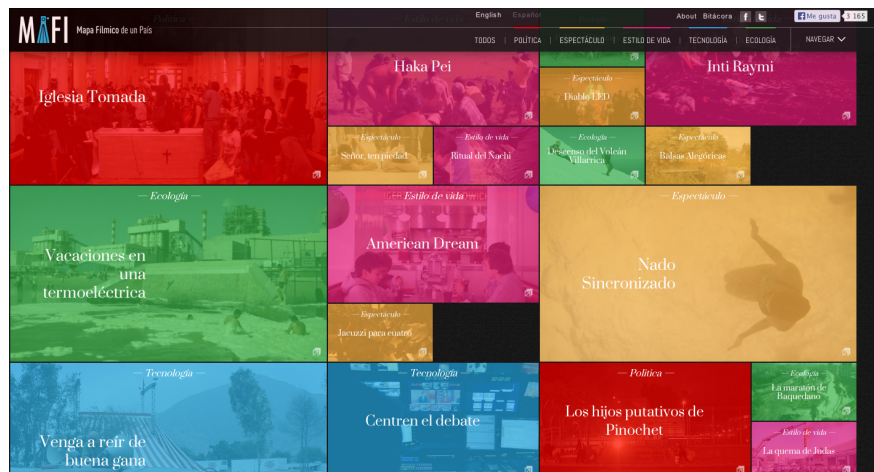 English Español
About Bitácora
Me gusta 3 165
MAFI Mapa Fílmico de un País
TODOS | POLÍTICA | ESPECTÁCULO | ESTILO DE VIDA | TECNOLOGÍA | ECOLOGÍA
NAVEGAR
Iglesia Tomada
Haka Pei
— Espectáculo —
Diablo LED
Inti Raymi
— Espectáculo —
Señor, ten piedad
— Estilo de vida —
Ritual del Ñachi
— Ecología —
Descenso del Volcán
Villarrica
— Espectáculo —
Balsas Alegóricas
— Ecología —
Vacaciones en
una
termoeléctrica
— Estilo de vida —
American Dream
— Espectáculo —
Jacuzzi para cuatro
— Espectáculo —
Nado
Sincronizado
— Tecnología —
Venga a reír de
buena gana
— Tecnología —
Centren el debate
— Política —
Los hijos putativos de
Pinochet
— Ecología —
La maratón de
Baquedano
— Estilo de vida —
La quema de Judas